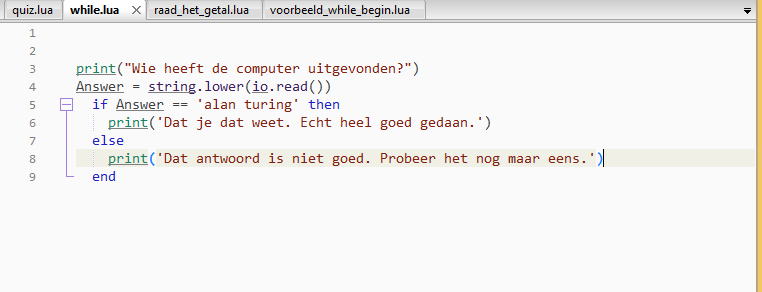 quiz.lua while.lua raad_het_getal.lua voorbeeld_while_begin.lua
1
2
3 print("Wie heeft de computer uitgevonden?")
4 Answer = string.lower(io.read())
5 if Answer == 'alan turing' then
6 print('Dat je dat weet. Echt heel goed gedaan.')
7 else
8 print('Dat antwoord is niet goed. Probeer het nog maar eens.')
9 end